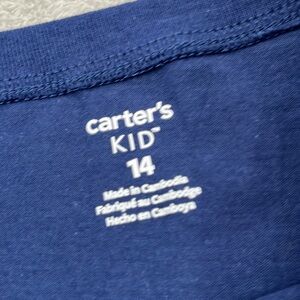 carter's
KID™
14
Made in Cambodia
Fabriqué au Cambodge
Hecho en Camboya